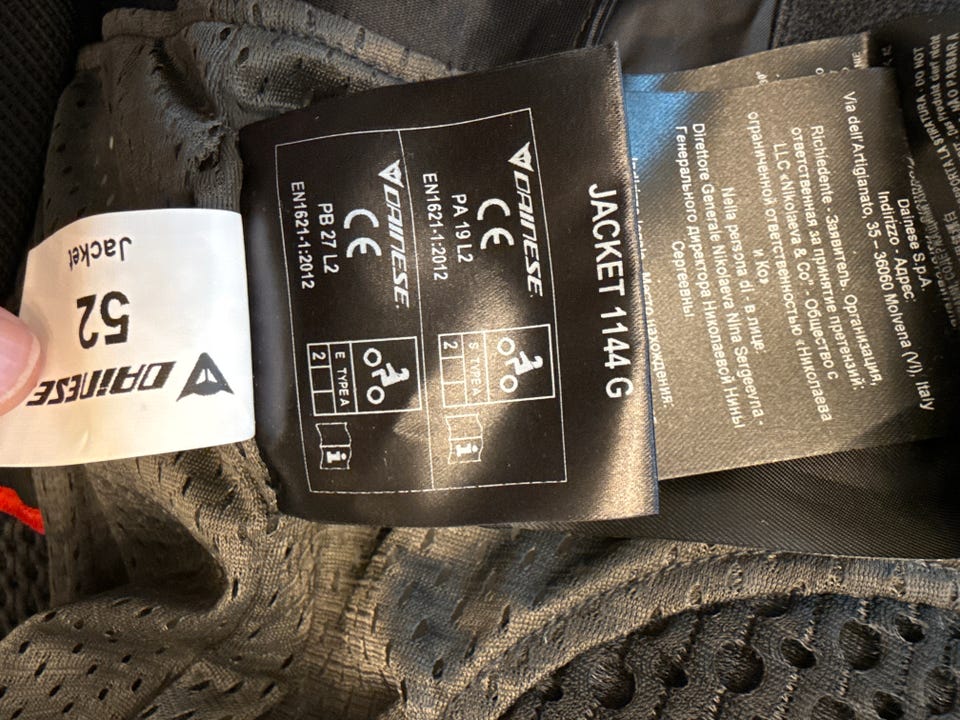 DAINESE
52
Jacket
JACKET 1144 G
DAINESE
CE
PA 19 L2
EN1621-1:2012
S TYPE A
2
i
DAINESE
CE
PB 27 L2
EN1621-1:2012
E TYPE A
2
i
Dainese S.p.A.
Indirizzo - Адрес:
Via dell'Artigianato, 35 – 36060 Molvena (VI), Italy
Richiedente - Заявитель. Организация,
ответственная за принятие претензий:
LLC «Nikolaeva & Co" - Общество с
ограниченной ответственностью «Николаева
и Ко»
Nella persona di - в лице:
Direttore Generale Nikolaeva Nina Sergeevna -
Генерального директора Николаевой Нины
Сергеевны
Место нахождения: